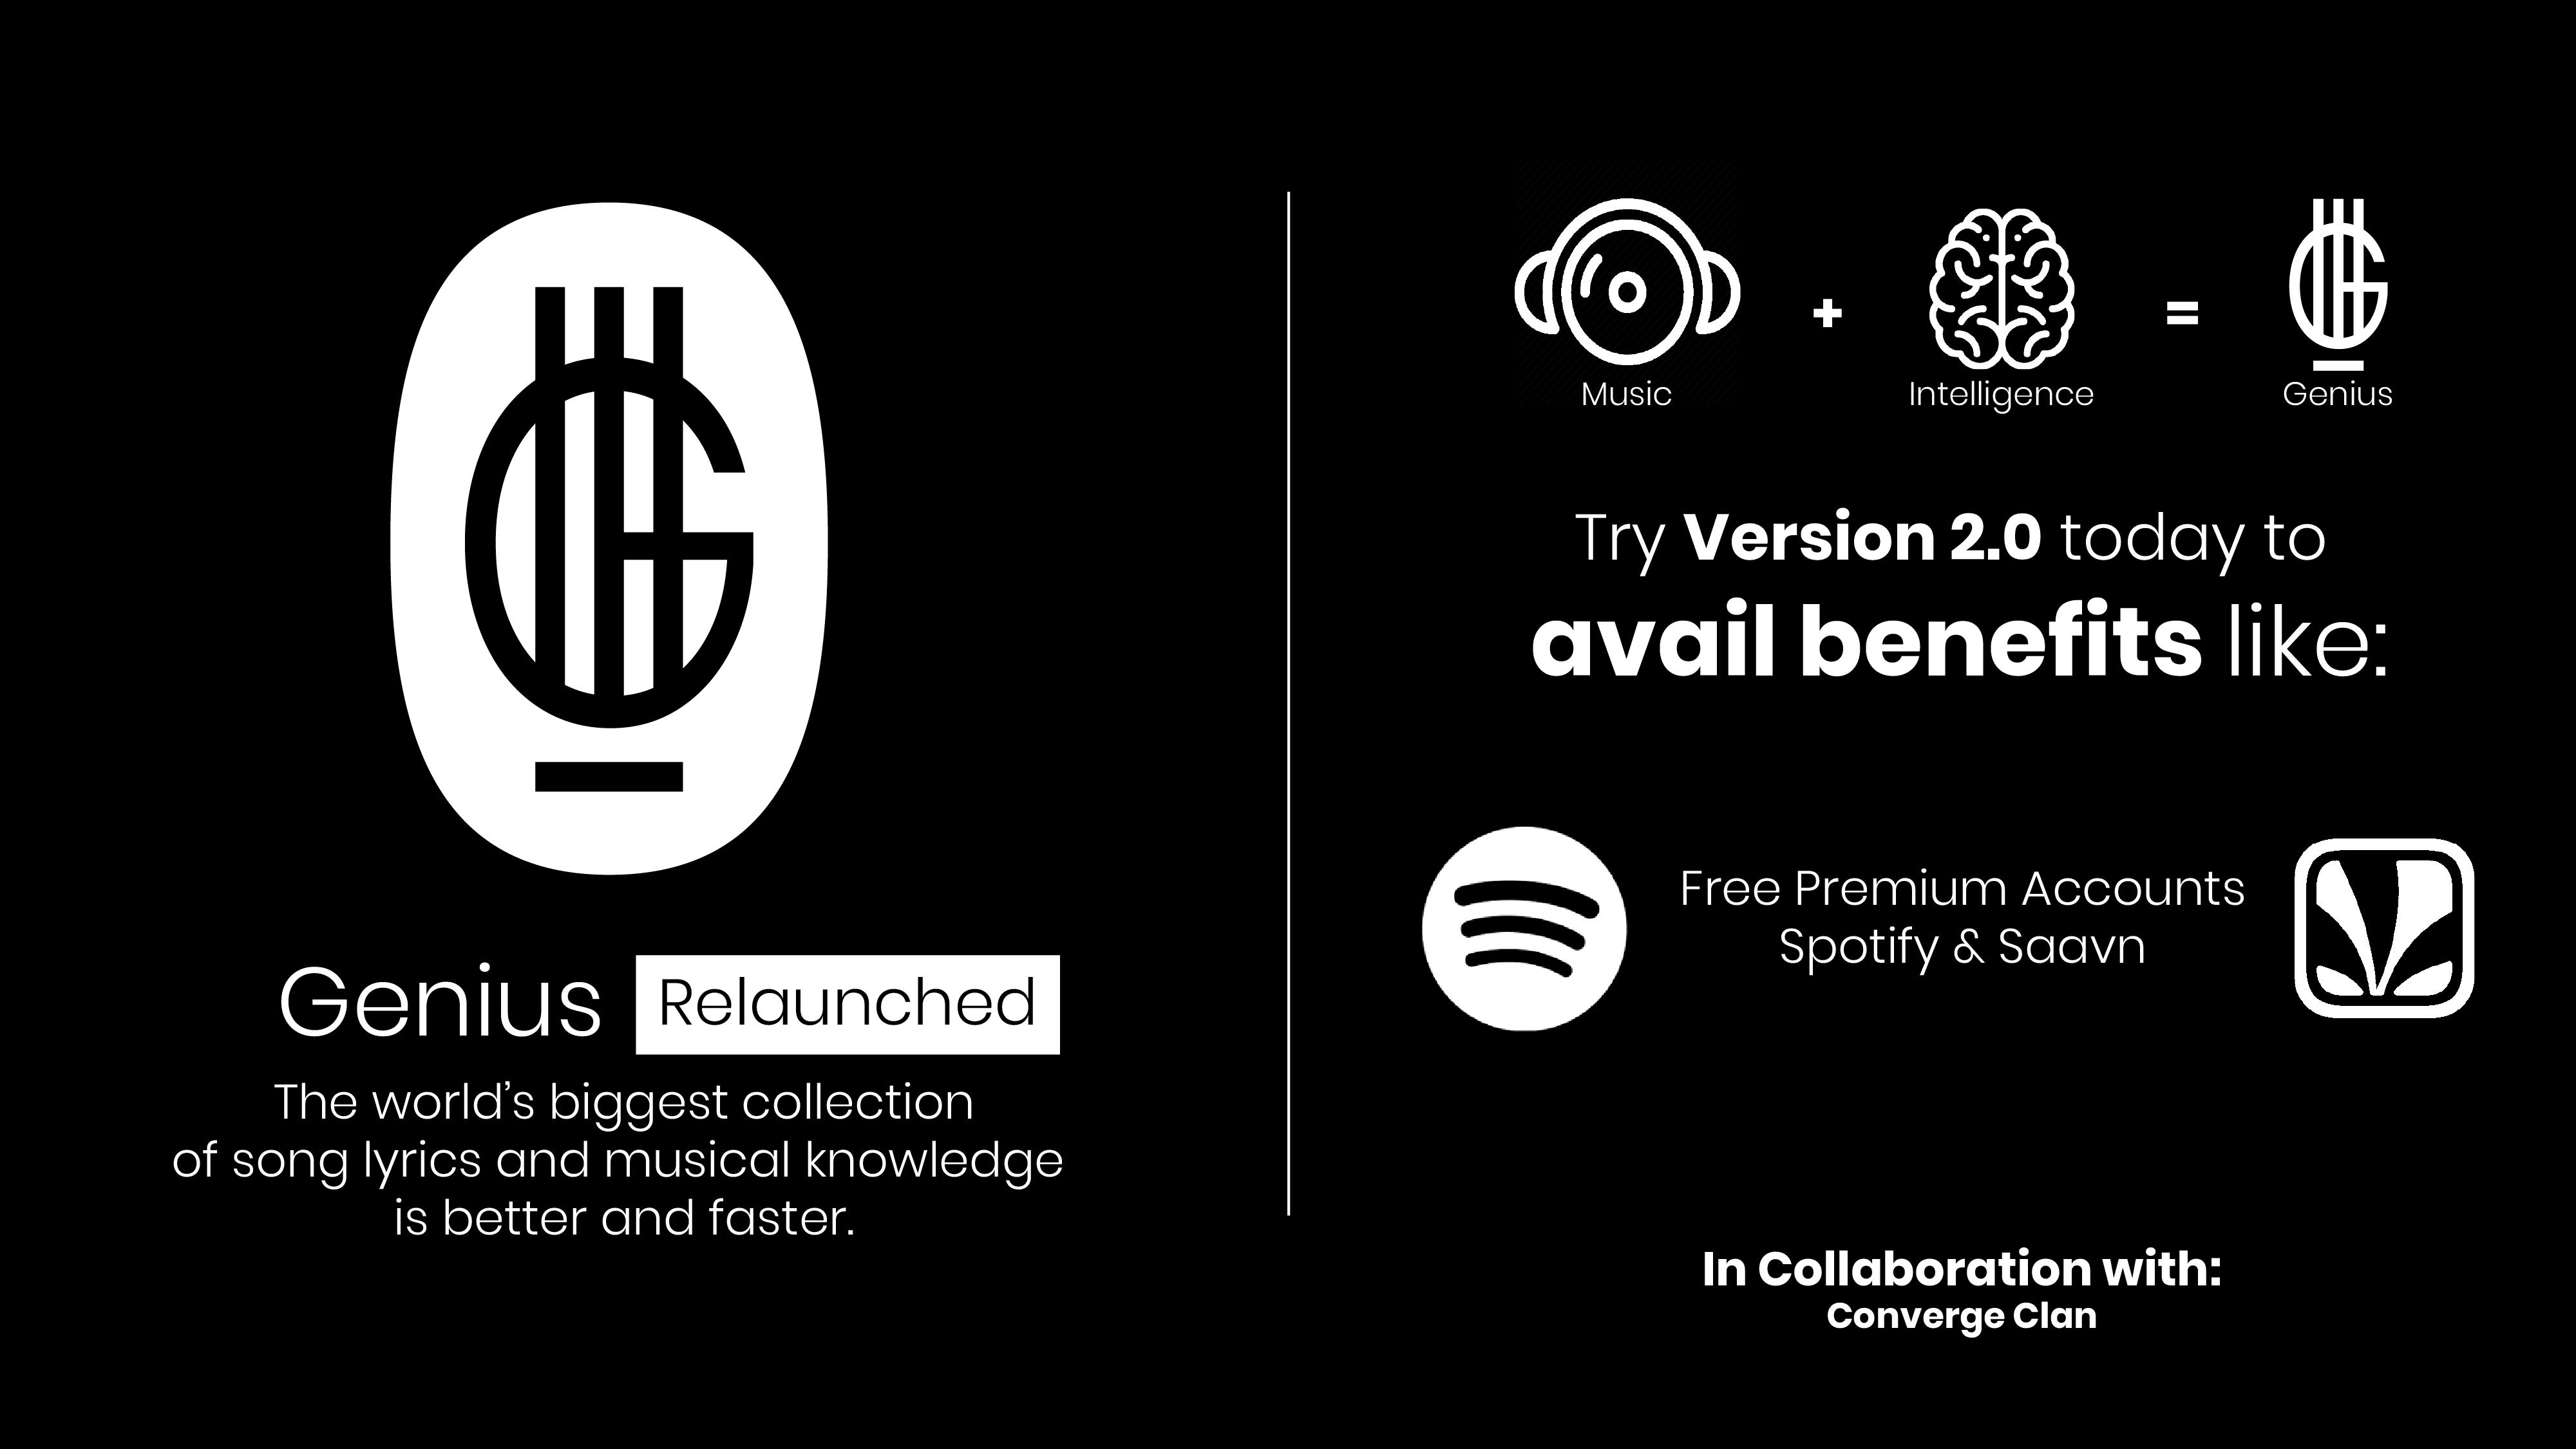 Genius Relaunched
The world's biggest collection
of song lyrics and musical knowledge
is better and faster.
+ =
Music Intelligence Genius
Try Version 2.0 today to
avail benefits like:
Free Premium Accounts
Spotify & Saavn
In Collaboration with:
Converge Clan